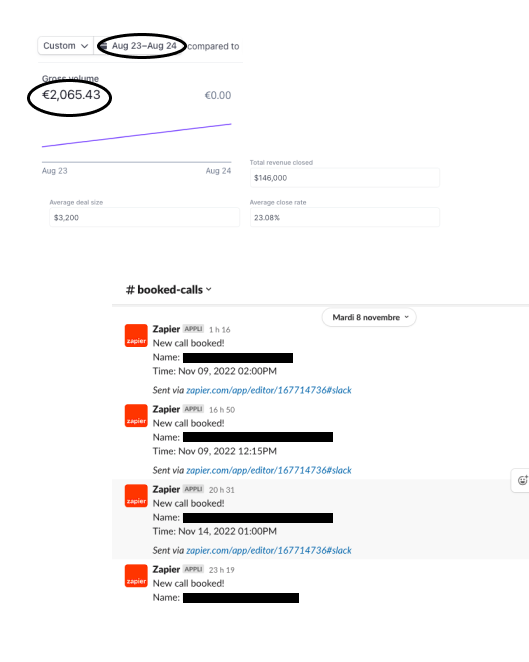 Custom Aug 23–Aug 24 compared to
Gross volume
€2,065.43 €0.00
Aug 23 Aug 24
Total revenue closed
$146,000
Average deal size Average close rate
$3,200 23.08%
# booked-calls
Mardi 8 novembre
Zapier APPLI 1 h 16
zapier
New call booked!
Name:
Time: Nov 09, 2022 02:00PM
Sent via zapier.com/app/editor/167714736#slack
Zapier APPLI 16 h 50
zapier
New call booked!
Name:
Time: Nov 09, 2022 12:15PM
Sent via zapier.com/app/editor/167714736#slack
Zapier APPLI 20 h 31
zapier
New call booked!
Name:
Time: Nov 14, 2022 01:00PM
Sent via zapier.com/app/editor/167714736#slack
Zapier APPLI 23 h 19
zapier
New call booked!
Name: